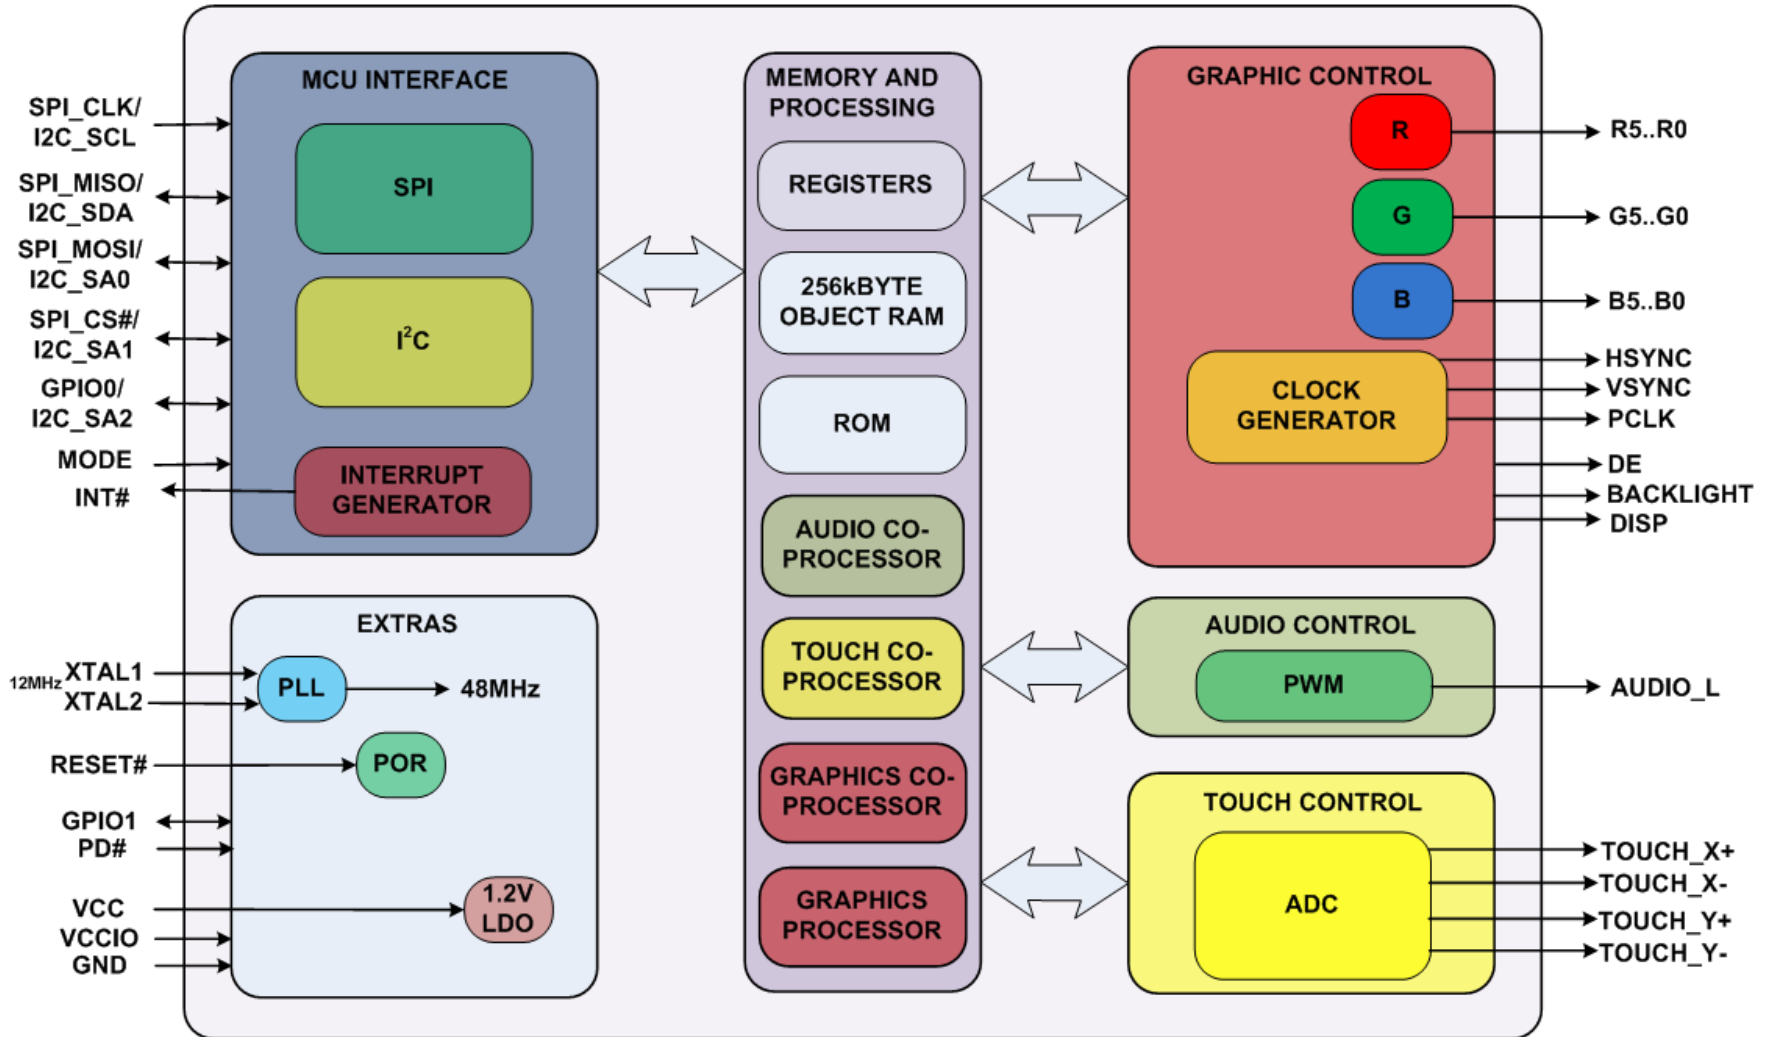 MCU INTERFACE
SPI
I²C
INTERRUPT
GENERATOR
SPI_CLK/
I2C_SCL
SPI_MISO/
I2C_SDA
SPI_MOSI/
I2C_SA0
SPI_CS#/
I2C_SA1
GPIO0/
I2C_SA2
MODE
INT#
EXTRAS
12MHz
XTAL1
XTAL2
PLL
48MHz
RESET#
POR
GPIO1
PD#
VCC
VCCIO
GND
1.2V
LDO
MEMORY AND
PROCESSING
REGISTERS
256kBYTE
OBJECT RAM
ROM
AUDIO CO-
PROCESSOR
TOUCH CO-
PROCESSOR
GRAPHICS CO-
PROCESSOR
GRAPHICS
PROCESSOR
GRAPHIC CONTROL
R
G
B
CLOCK
GENERATOR
R5..R0
G5..G0
B5..B0
HSYNC
VSYNC
PCLK
DE
BACKLIGHT
DISP
AUDIO CONTROL
PWM
AUDIO_L
TOUCH CONTROL
ADC
TOUCH_X+
TOUCH_X-
TOUCH_Y+
TOUCH_Y-